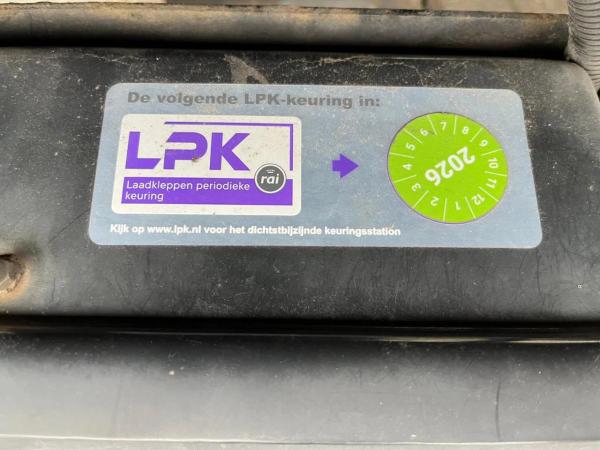 De volgende LPK-keuring in:
LPK
Laadkleppen periodieke
keuring
rai
1 2 3 4 5 6 7 8 9 10 11 12
2026
Kijk op www.lpk.nl voor het dichtstbijzijnde keuringsstation